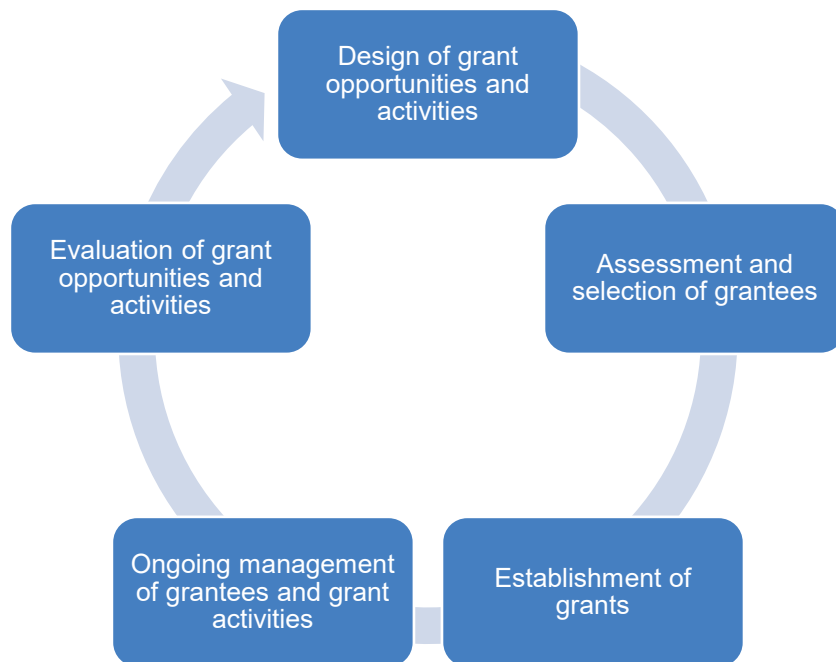 Design of grant
opportunities and
activities
Assessment and
selection of grantees
Establishment of
grants
Ongoing management
of grantees and grant
activities
Evaluation of grant
opportunities and
activities